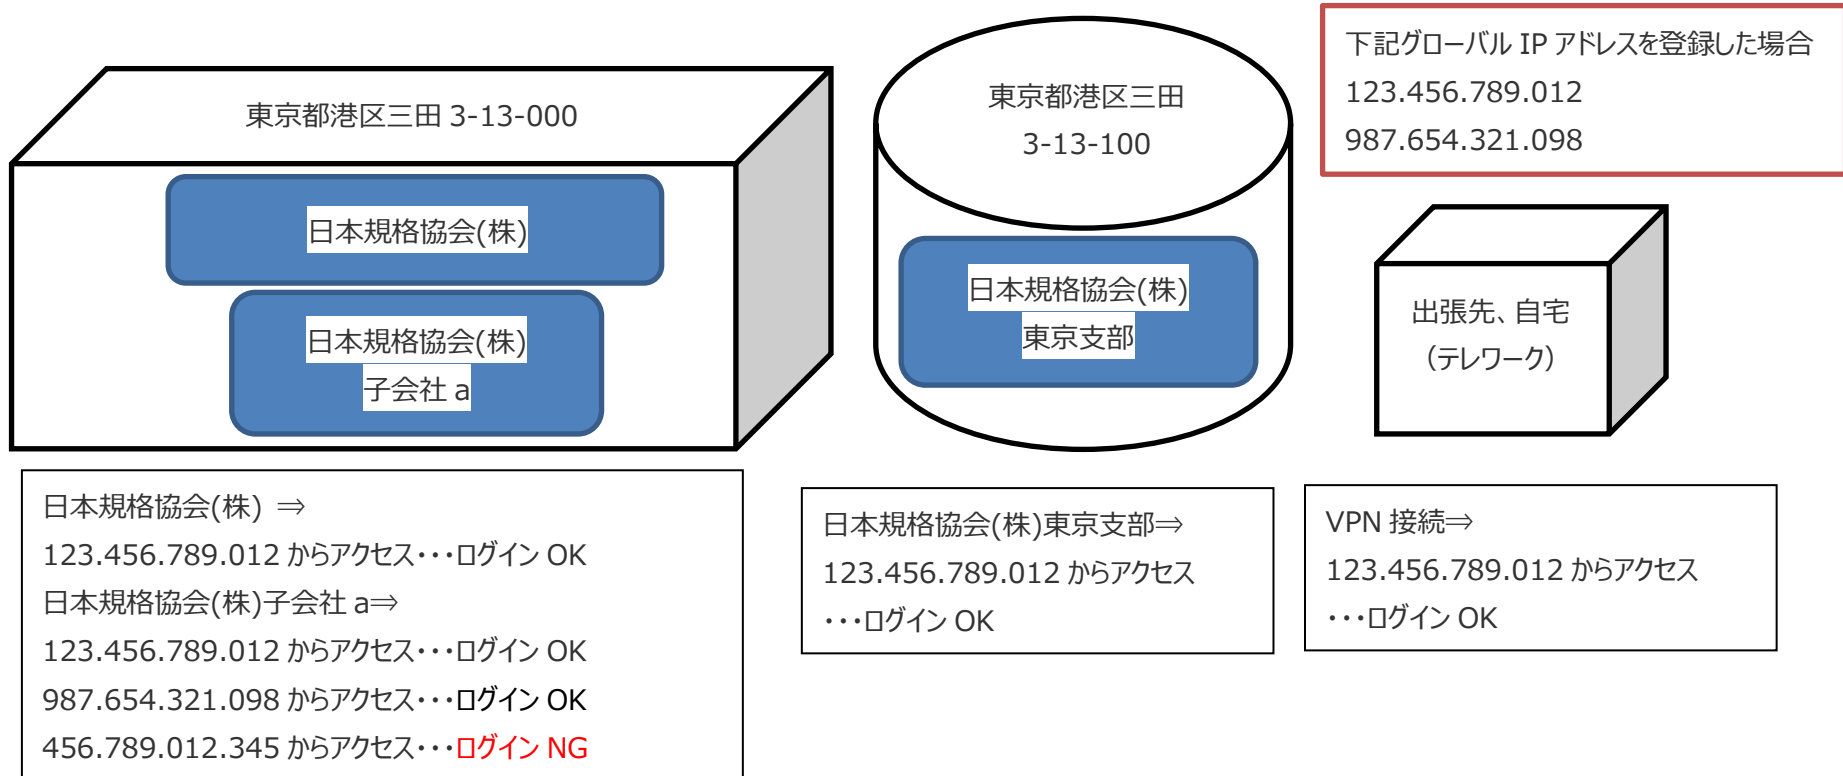 東京都港区三田 3-13-000
日本規格協会(株)
日本規格協会(株)
子会社 a
東京都港区三田
3-13-100
日本規格協会(株)
東京支部
下記グローバル IP アドレスを登録した場合
123.456.789.012
987.654.321.098
出張先、自宅
（テレワーク）
日本規格協会(株) ⇒
123.456.789.012 からアクセス・・・ログイン OK
日本規格協会(株)子会社 a⇒
123.456.789.012 からアクセス・・・ログイン OK
987.654.321.098 からアクセス・・・ログイン OK
456.789.012.345 からアクセス・・・ログイン NG
日本規格協会(株)東京支部⇒
123.456.789.012 からアクセス
・・・ログイン OK
VPN 接続⇒
123.456.789.012 からアクセス
・・・ログイン OK